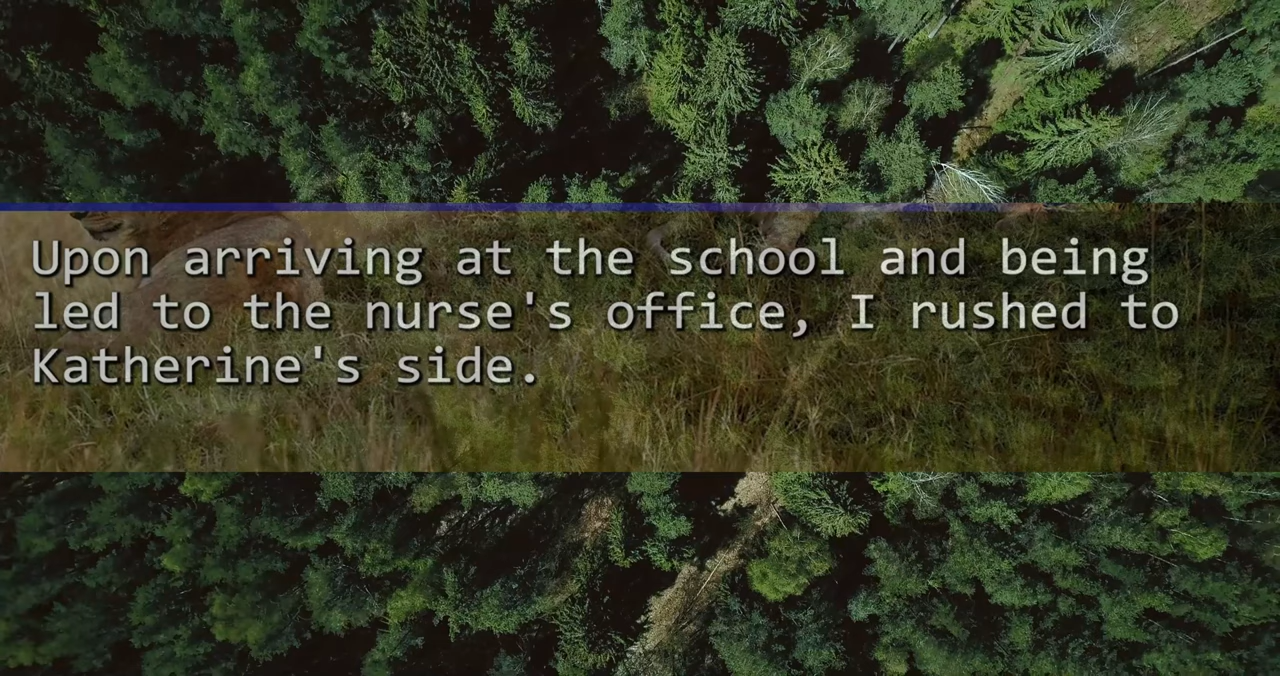 Upon arriving at the school and being
led to the nurse's office, I rushed to
Katherine's side.